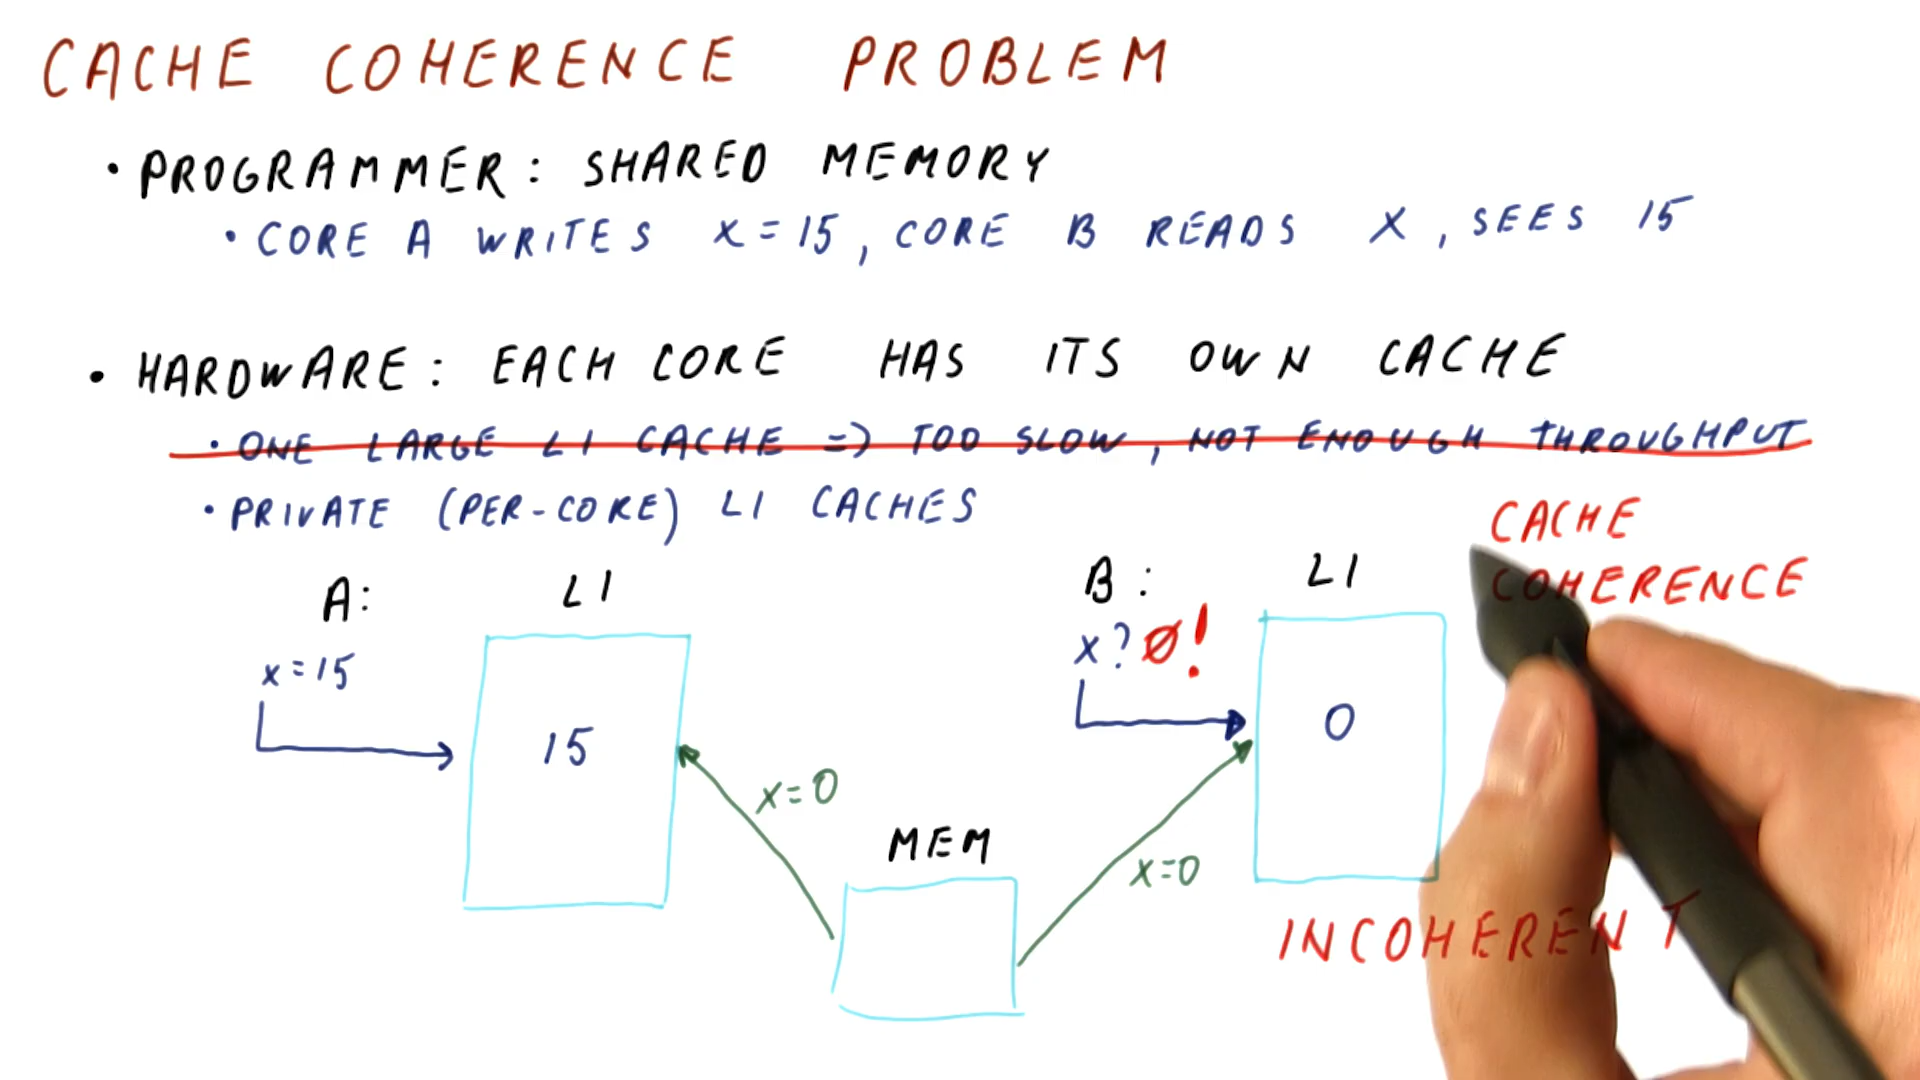 CACHE COHERENCE PROBLEM
• PROGRAMMER: SHARED MEMORY
• CORE A WRITES X=15, CORE B READS X, SEES 15
• HARDWARE: EACH CORE HAS ITS OWN CACHE
• ONE LARGE L1 CACHE => TOO SLOW, NOT ENOUGH THROUGHPUT
• PRIVATE (PER-CORE) L1 CACHES
CACHE
COHERENCE
A:
L1
B:
L1
x=15
x? Ø!
15
0
x=0
x=0
MEM
INCOHERENT